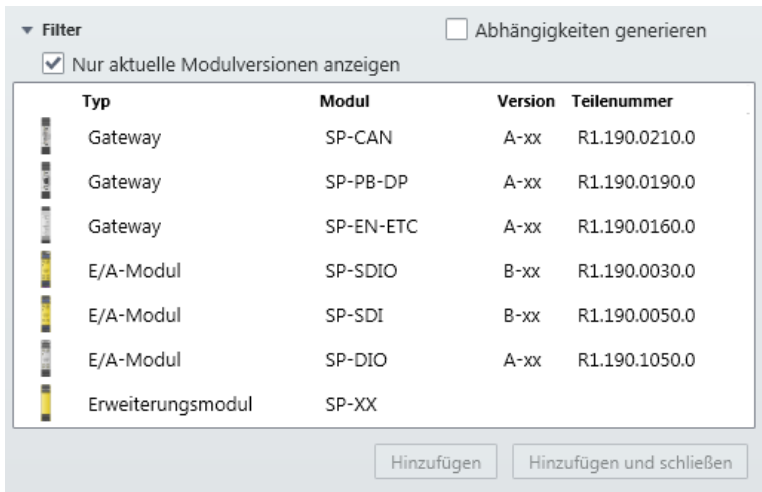 Filter Abhängigkeiten generieren
Nur aktuelle Modulversionen anzeigen
Typ Modul Version Teilenummer
Gateway SP-CAN A-xx R1.190.0210.0
Gateway SP-PB-DP A-xx R1.190.0190.0
Gateway SP-EN-ETC A-xx R1.190.0160.0
E/A-Modul SP-SDIO B-xx R1.190.0030.0
E/A-Modul SP-SDI B-xx R1.190.0050.0
E/A-Modul SP-DIO A-xx R1.190.1050.0
Erweiterungsmodul SP-XX
Hinzufügen Hinzufügen und schließen